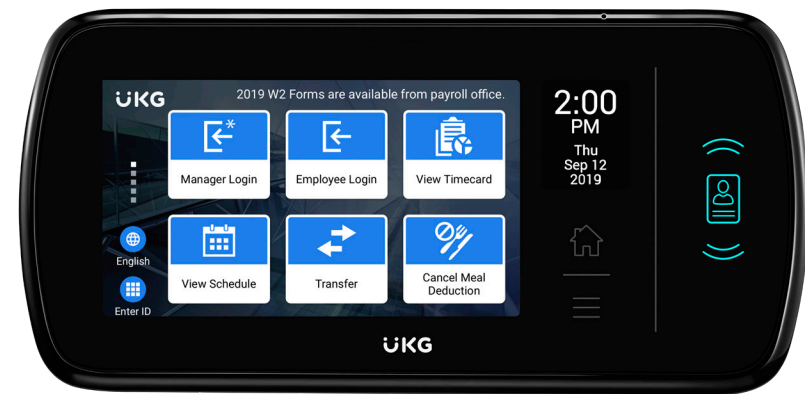 UKG
2019 W2 Forms are available from payroll office.
Manager Login
Employee Login
View Timecard
English
Enter ID
View Schedule
Transfer
Cancel Meal
Deduction
2:00
PM
Thu
Sep 12
2019
UKG